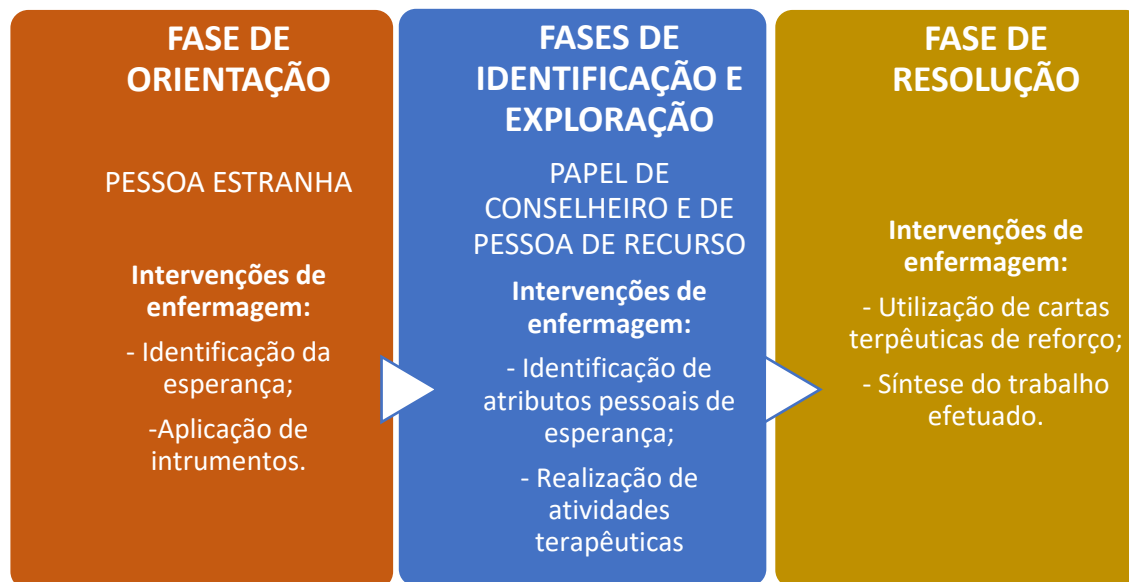 FASE DE
ORIENTAÇÃO
PESSOA ESTRANHA
Intervenções de
enfermagem:
- Identificação da
esperança;
-Aplicação de
intrumentos.
FASES DE
IDENTIFICAÇÃO E
EXPLORAÇÃO
PAPEL DE
CONSELHEIRO E DE
PESSOA DE RECURSO
Intervenções de
enfermagem:
- Identificação de
atributos pessoais de
esperança;
- Realização de
atividades
terapêuticas
FASE DE
RESOLUÇÃO
Intervenções de
enfermagem:
- Utilização de cartas
terpêuticas de reforço;
- Síntese do trabalho
efetuado.